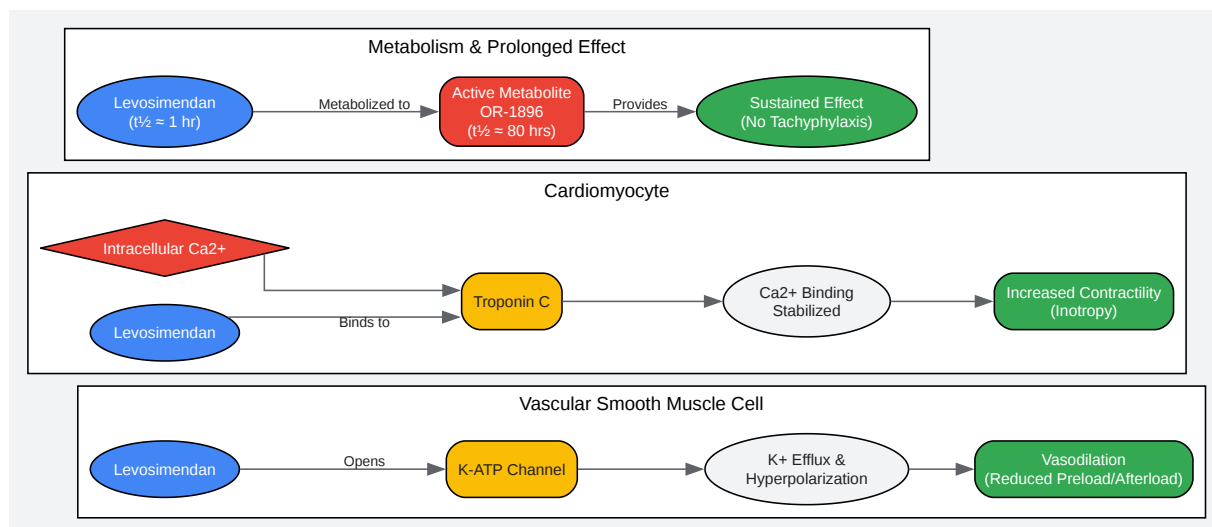 Metabolism & Prolonged Effect
Levosimendan
(t½ ≈ 1 hr)
Metabolized to
Active Metabolite
OR-1896
(t½ ≈ 80 hrs)
Provides
Sustained Effect
(No Tachyphylaxis)
Cardiomyocyte
Intracellular Ca2+
Levosimendan
Binds to
Troponin C
Ca2+ Binding
Stabilized
Increased Contractility
(Inotropy)
Vascular Smooth Muscle Cell
Levosimendan
Opens
K-ATP Channel
K+ Efflux &
Hyperpolarization
Vasodilation
(Reduced Preload/Afterload)